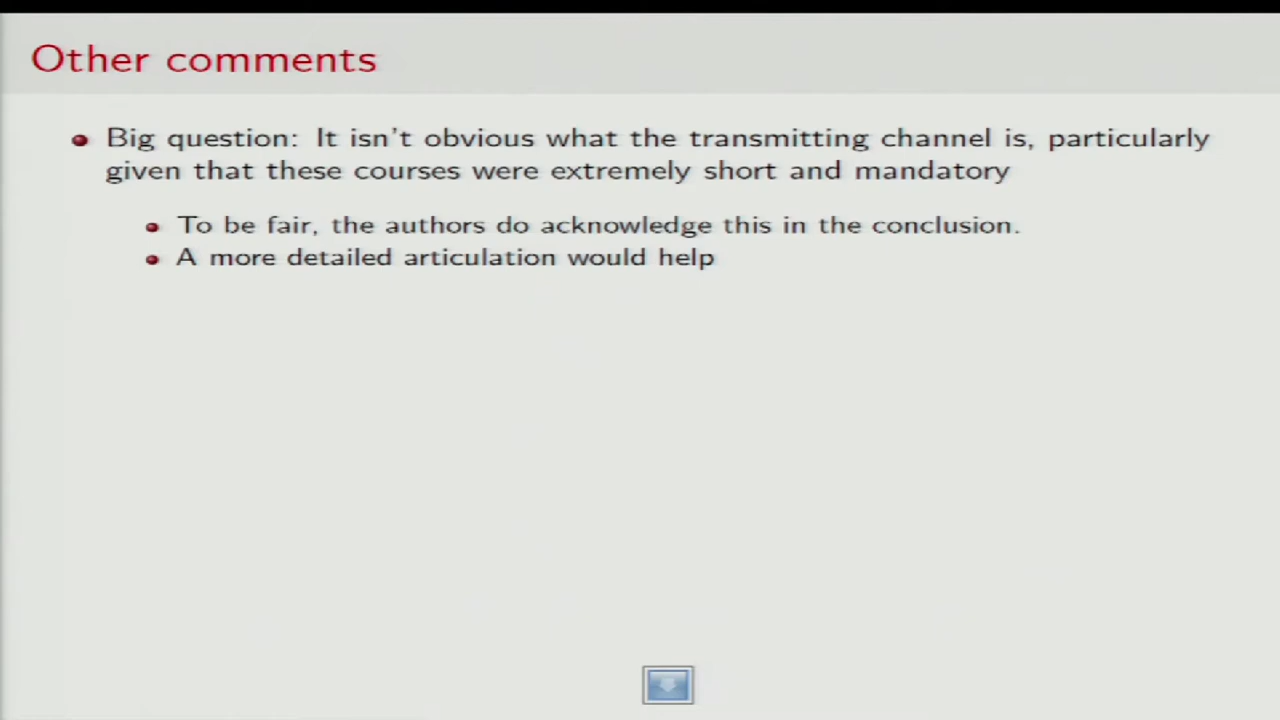 Other comments
Big question: It isn't obvious what the transmitting channel is, particularly
given that these courses were extremely short and mandatory
To be fair, the authors do acknowledge this in the conclusion.
A more detailed articulation would help